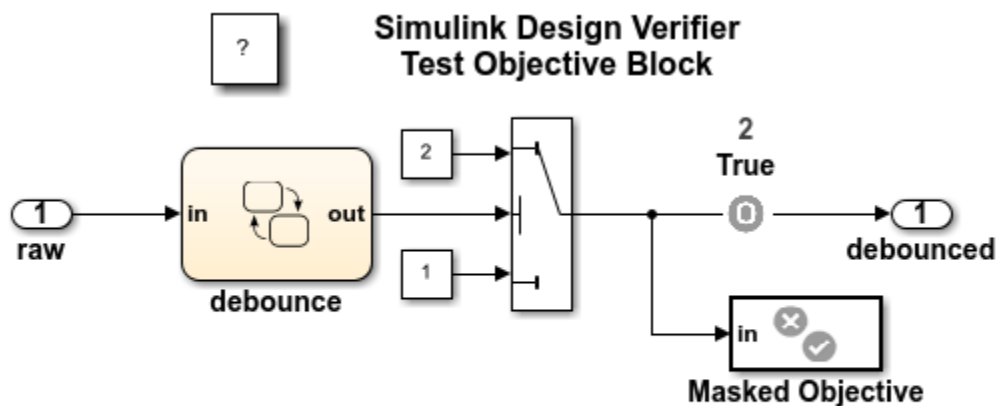 ?
Simulink Design Verifier
Test Objective Block
2
True
2
1
raw
in
out
debounce
1
1
debounced
in
Masked Objective